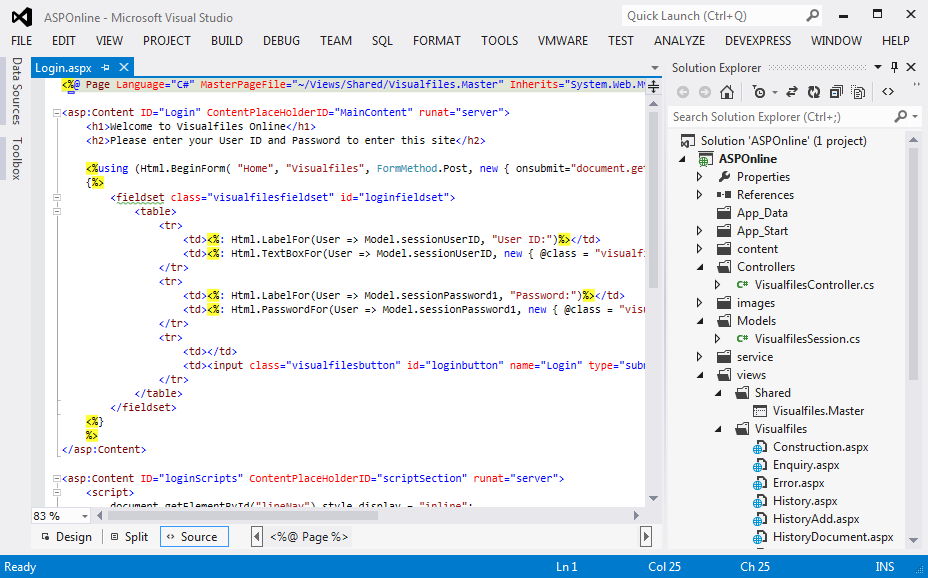 ASPOnline - Microsoft Visual Studio
Quick Launch (Ctrl+Q)
FILE EDIT VIEW PROJECT BUILD DEBUG TEAM SQL FORMAT TOOLS VMWARE TEST ANALYZE DEVEXPRESS WINDOW HELP
Data Sources
Toolbox
Login.aspx
<%@ Page Language="C#" MasterPageFile="~/Views/Shared/Visualfiles.Master" Inherits="System.Web.M
<asp:Content ID="Login" ContentPlaceHolderID="MainContent" runat="server">
<h1>Welcome to Visualfiles Online</h1>
<h2>Please enter your User ID and Password to enter this site</h2>
<%using (Html.BeginForm( "Home", "Visualfiles", FormMethod.Post, new { onsubmit="document.get
{%>
<fieldset class="visualfilesfieldset" id="loginfieldset">
<table>
<tr>
<td><%: Html.LabelFor(User => Model.sessionUserID, "User ID:")%></td>
<td><%: Html.TextBoxFor(User => Model.sessionUserID, new { @class = "visualf
</tr>
<tr>
<td><%: Html.LabelFor(User => Model.sessionPassword1, "Password:")%></td>
<td><%: Html.PasswordFor(User => Model.sessionPassword1, new { @class = "vis
</tr>
<tr>
<td></td>
<td><input class="visualfilesbutton" id="loginbutton" name="Login" type="subm
</tr>
</table>
</fieldset>
<%}
%>
</asp:Content>
<asp:Content ID="loginScripts" ContentPlaceHolderID="scriptSection" runat="server">
<script>
document.getElementById("lineNav").style.display = "inline";
83 %
Design Split Source <%@ Page %>
Solution Explorer
Search Solution Explorer (Ctrl+;)
Solution 'ASPOnline' (1 project)
ASPOnline
Properties
References
App_Data
App_Start
content
Controllers
C# VisualfilesController.cs
images
Models
C# VisualfilesSession.cs
service
views
Shared
Visualfiles.Master
Visualfiles
Construction.aspx
Enquiry.aspx
Error.aspx
History.aspx
HistoryAdd.aspx
HistoryDocument.aspx
Ready Ln 1 Col 25 Ch 25 INS